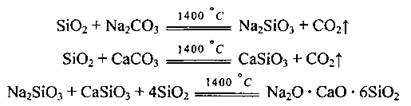 SiO₂ + Na₂CO₃ ==1400 °C== Na₂SiO₃ + CO₂↑
SiO₂ + CaCO₃ ==1400 °C== CaSiO₃ + CO₂↑
Na₂SiO₃ + CaSiO₃ + 4SiO₂ ==1400 °C== Na₂O · CaO · 6SiO₂